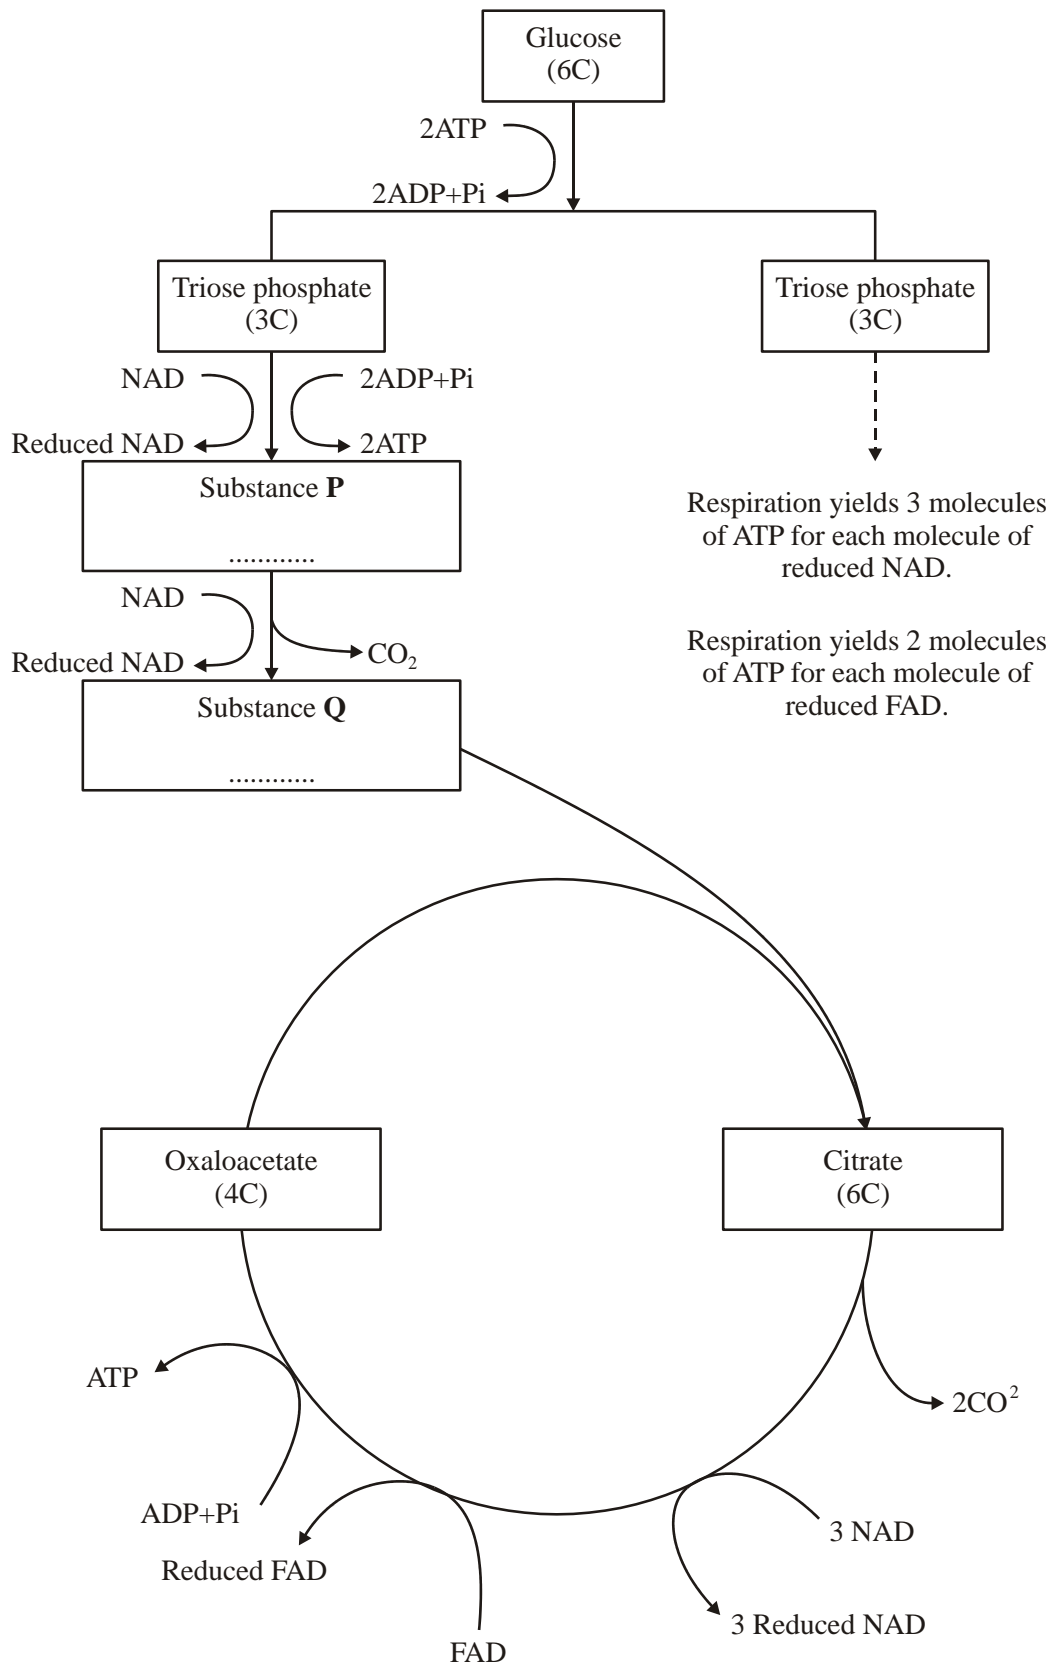 Glucose
(6C)
2ATP
2ADP+Pi
Triose phosphate
(3C)
Triose phosphate
(3C)
NAD
2ADP+Pi
Reduced NAD
2ATP
Substance P
............
Respiration yields 3 molecules
of ATP for each molecule of
reduced NAD.
NAD
Reduced NAD
CO₂
Respiration yields 2 molecules
of ATP for each molecule of
reduced FAD.
Substance Q
............
Oxaloacetate
(4C)
Citrate
(6C)
ATP
2CO²
ADP+Pi
3 NAD
Reduced FAD
3 Reduced NAD
FAD